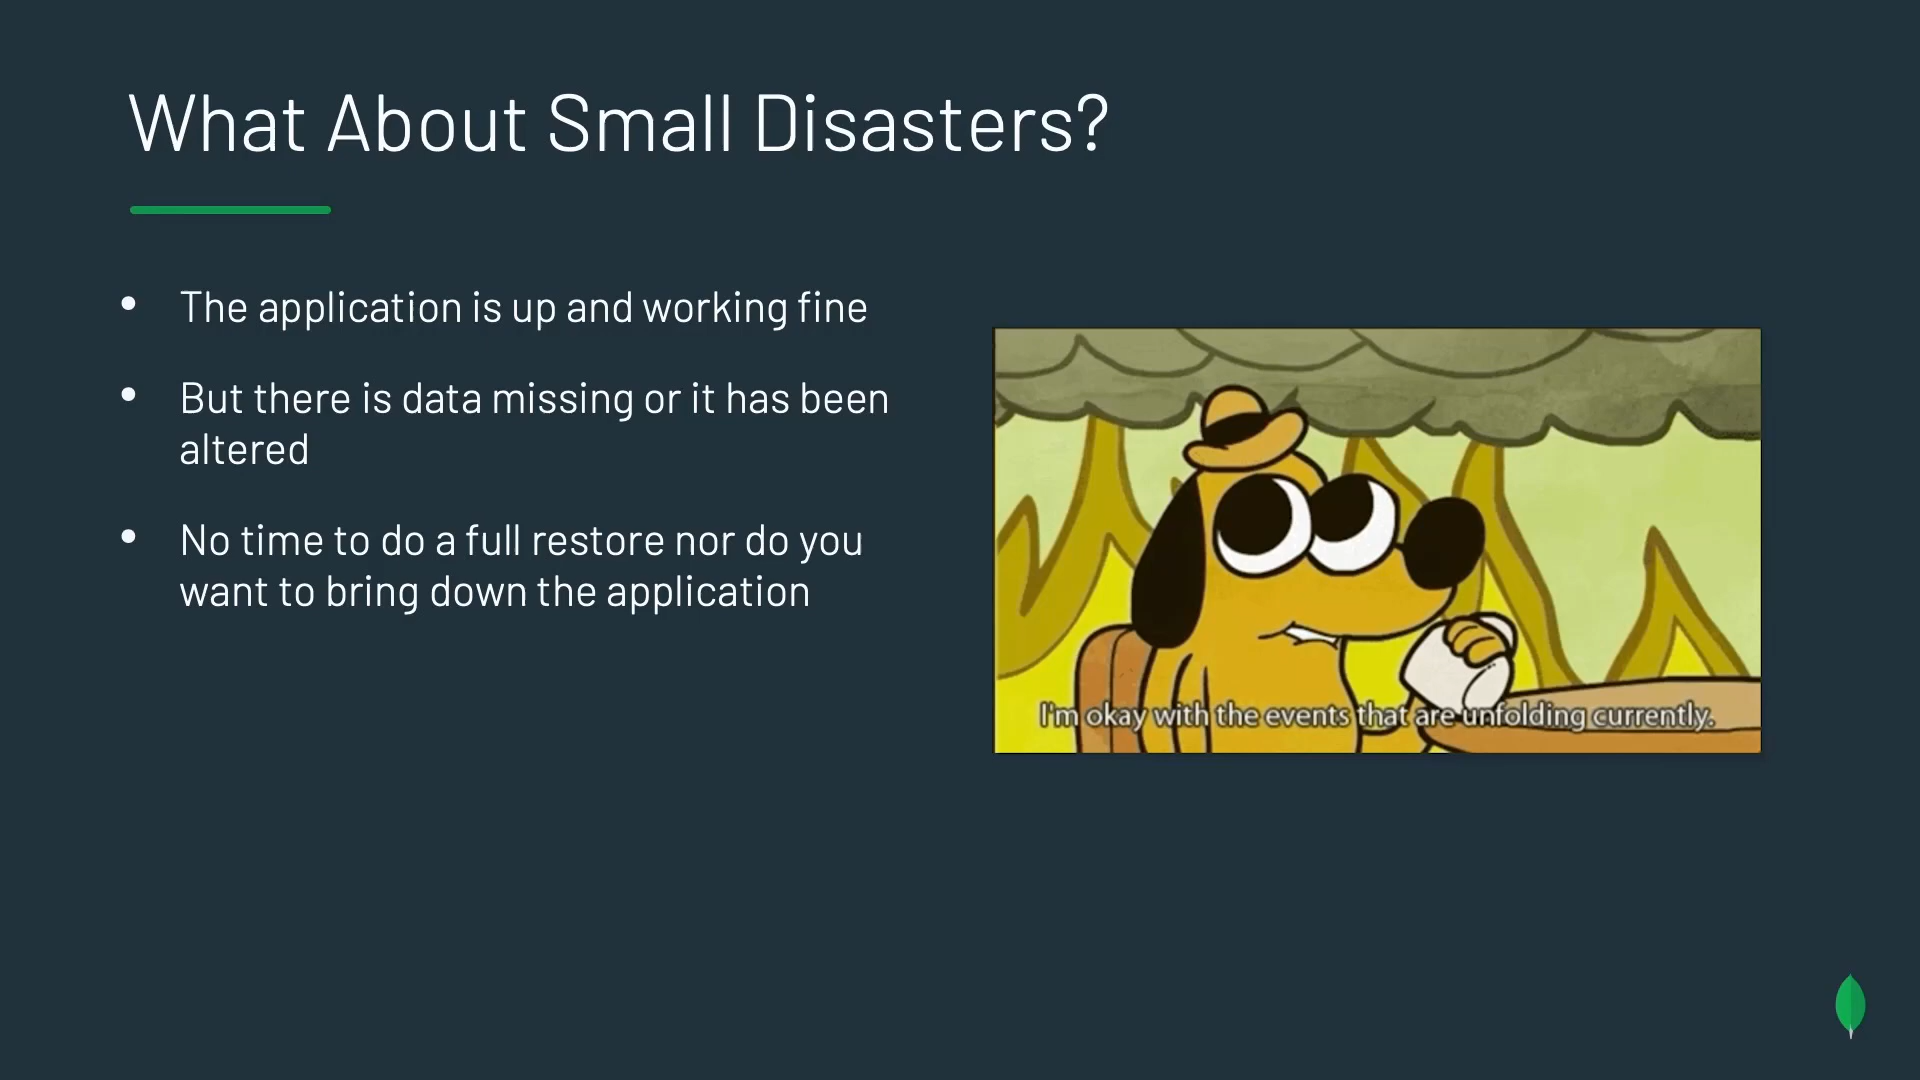 What About Small Disasters?
• The application is up and working fine
• But there is data missing or it has been
altered
• No time to do a full restore nor do you
want to bring down the application
I'm okay with the events that are unfolding currently.